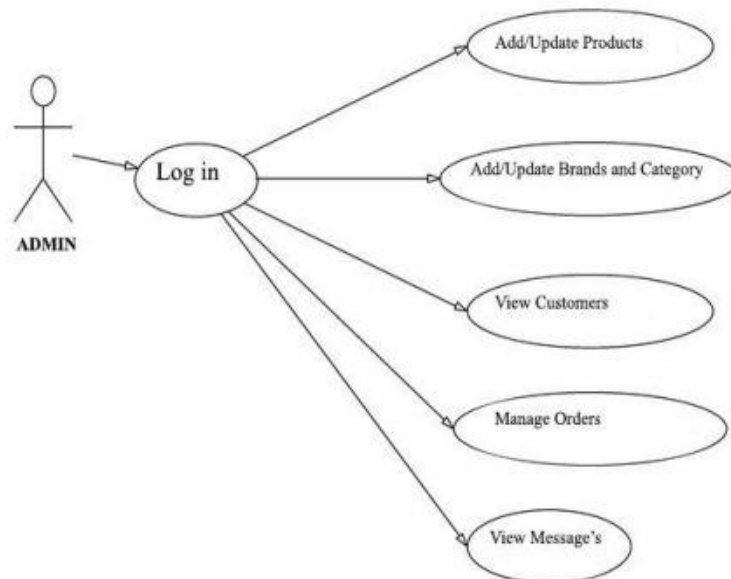 Add/Update Products
Log in
Add/Update Brands and Category
ADMIN
View Customers
Manage Orders
View Message's